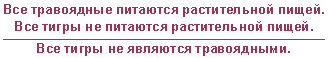 Все травоядные питаются растительной пищей.
Все тигры не питаются растительной пищей.
Все тигры не являются травоядными.